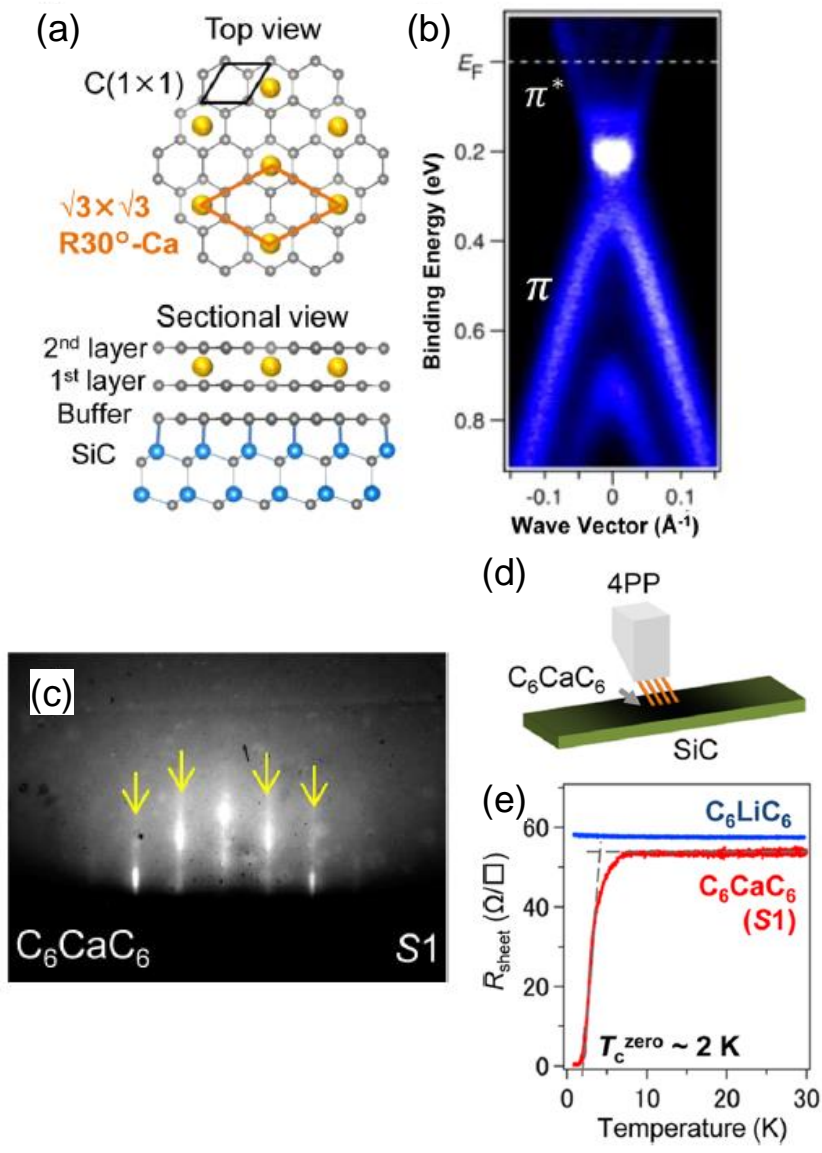 (a)
Top view
C(1×1)
√3×√3
R30°-Ca
Sectional view
2nd layer
1st layer
Buffer
SiC
(b)
EF
π*
π
0.2
0.4
0.6
0.8
Binding Energy (eV)
-0.1 0 0.1
Wave Vector (Å-1)
(c)
C6CaC6
S1
(d)
4PP
C6CaC6
SiC
(e)
C6LiC6
C6CaC6
(S1)
60
40
20
0
Rsheet (Ω/□)
Tc zero ~ 2 K
0 10 20 30
Temperature (K)